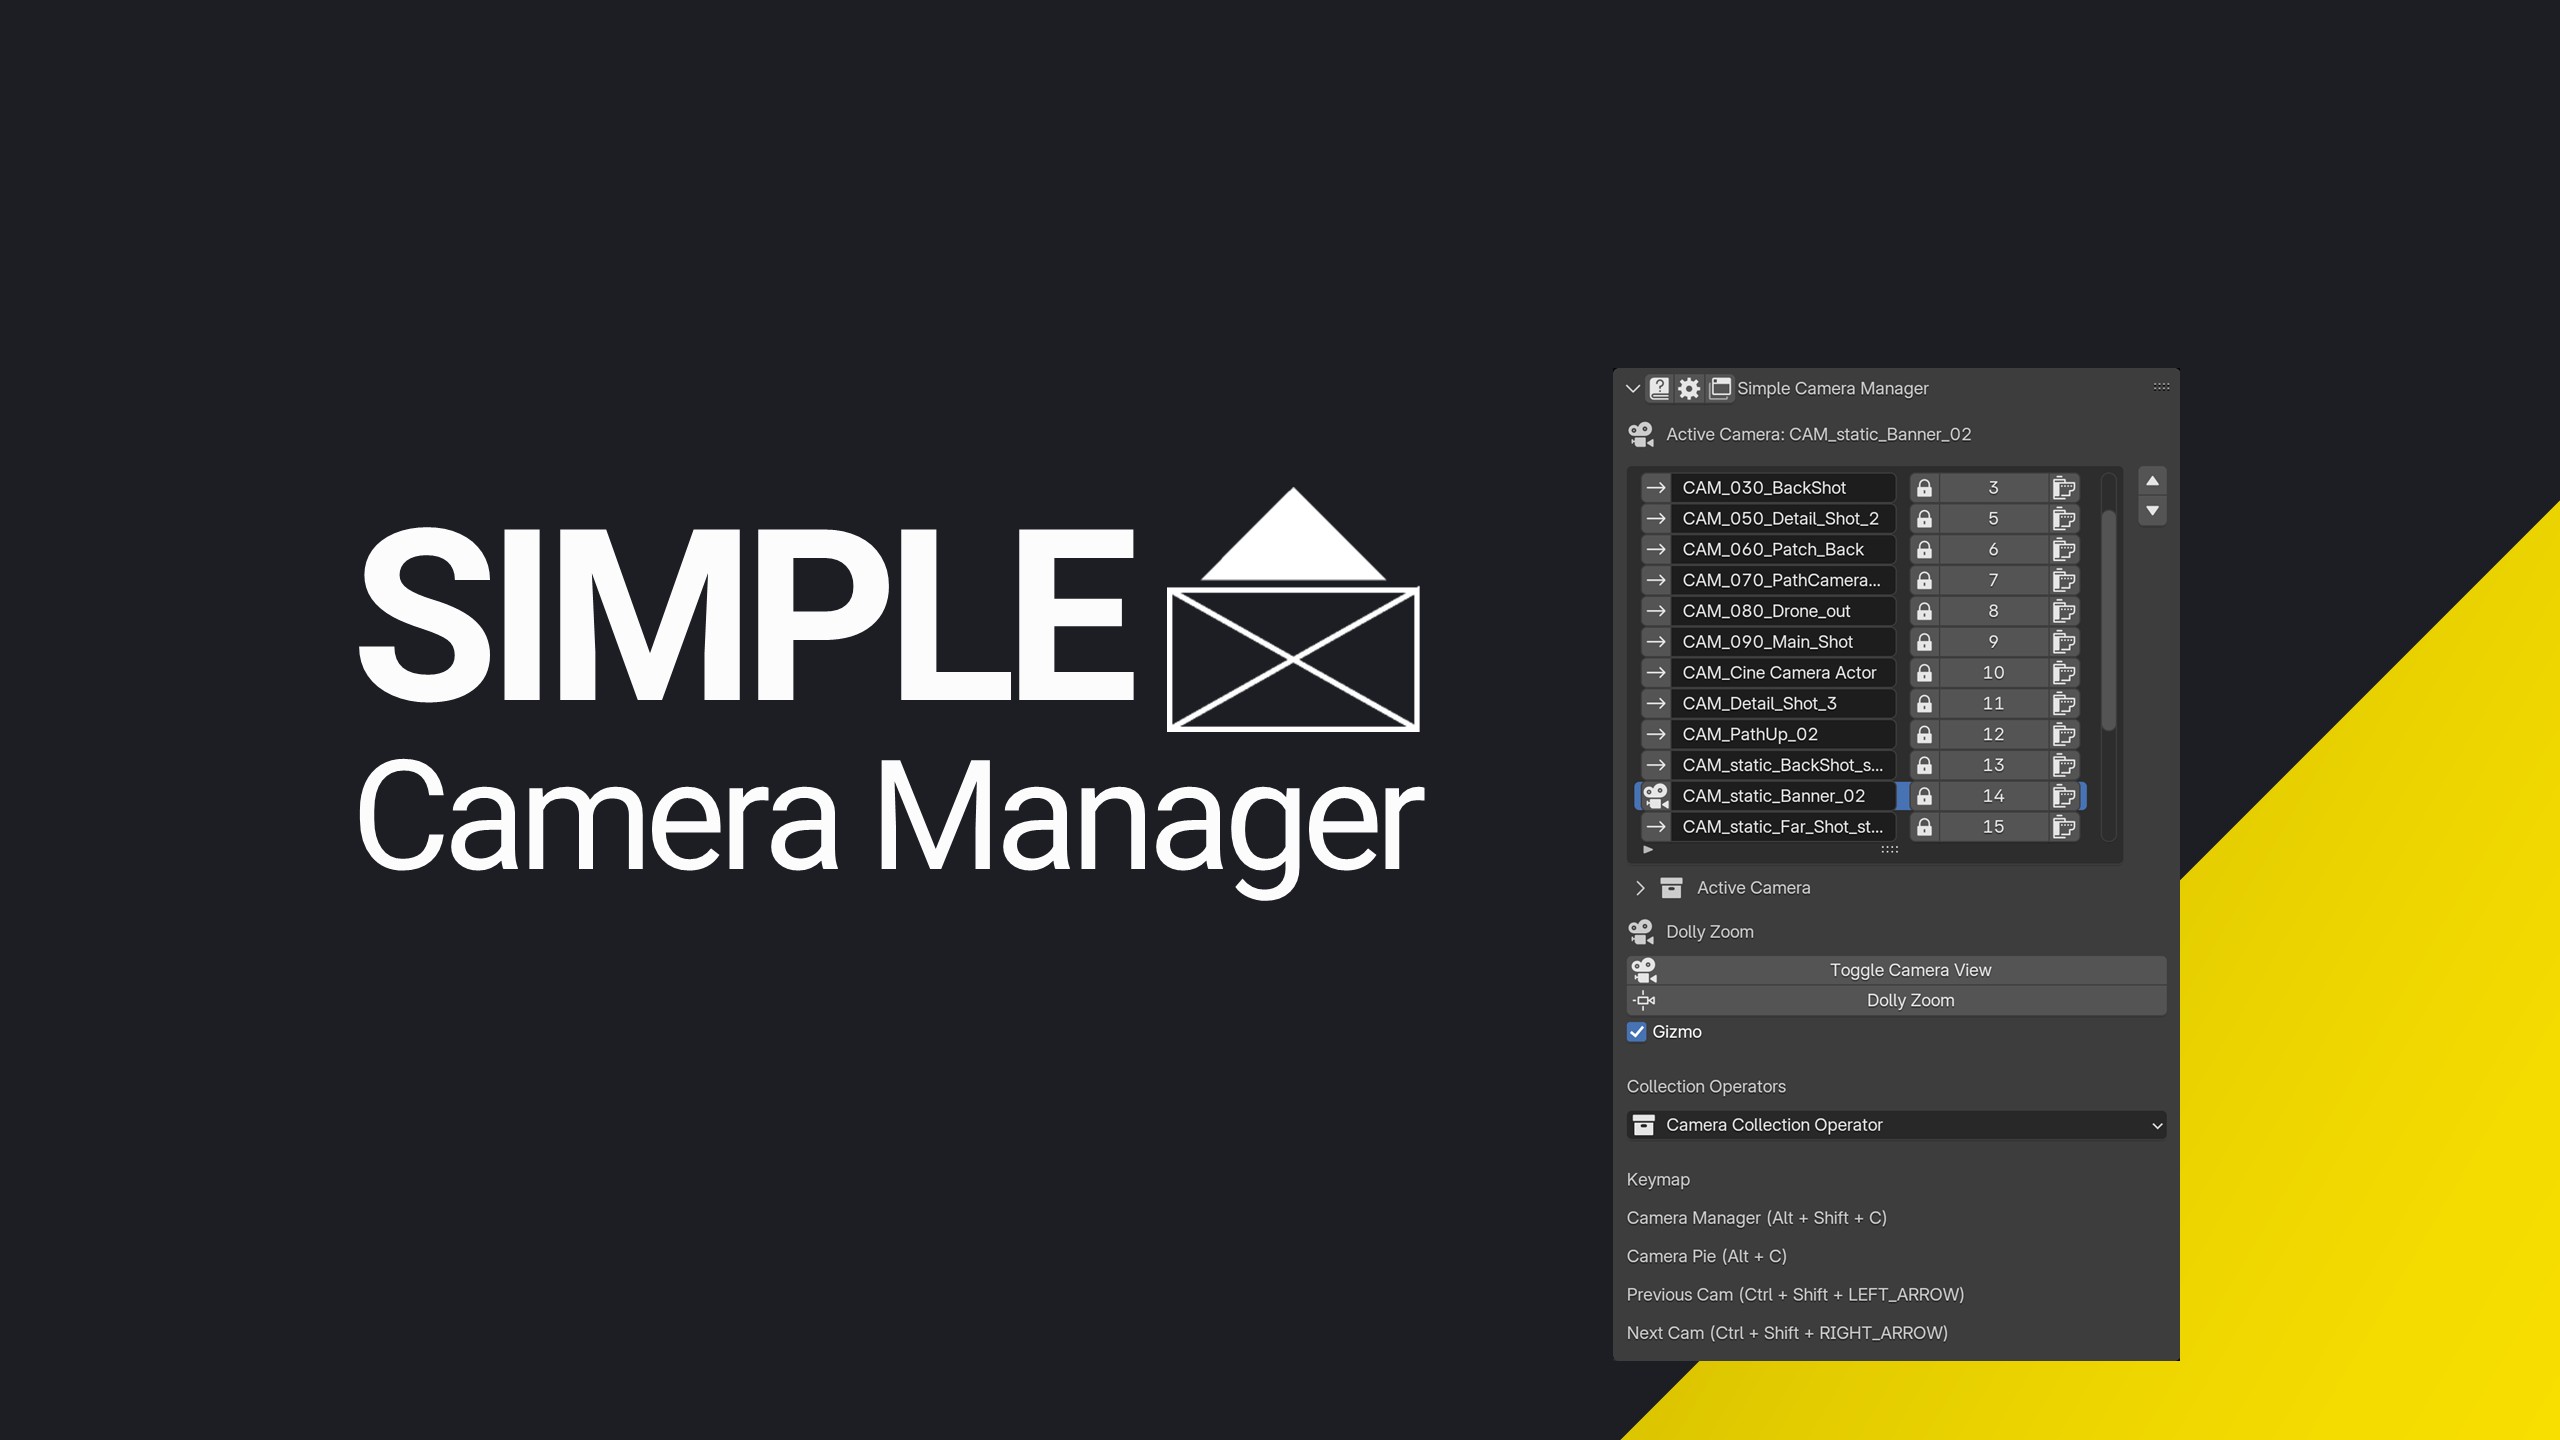 SIMPLE
Camera Manager
Simple Camera Manager
Active Camera: CAM_static_Banner_02
CAM_030_BackShot 3
CAM_050_Detail_Shot_2 5
CAM_060_Patch_Back 6
CAM_070_PathCamera... 7
CAM_080_Drone_out 8
CAM_090_Main_Shot 9
CAM_Cine Camera Actor 10
CAM_Detail_Shot_3 11
CAM_PathUp_02 12
CAM_static_BackShot_s... 13
CAM_static_Banner_02 14
CAM_static_Far_Shot_st... 15
Active Camera
Dolly Zoom
Toggle Camera View
Dolly Zoom
Gizmo
Collection Operators
Camera Collection Operator
Keymap
Camera Manager (Alt + Shift + C)
Camera Pie (Alt + C)
Previous Cam (Ctrl + Shift + LEFT_ARROW)
Next Cam (Ctrl + Shift + RIGHT_ARROW)